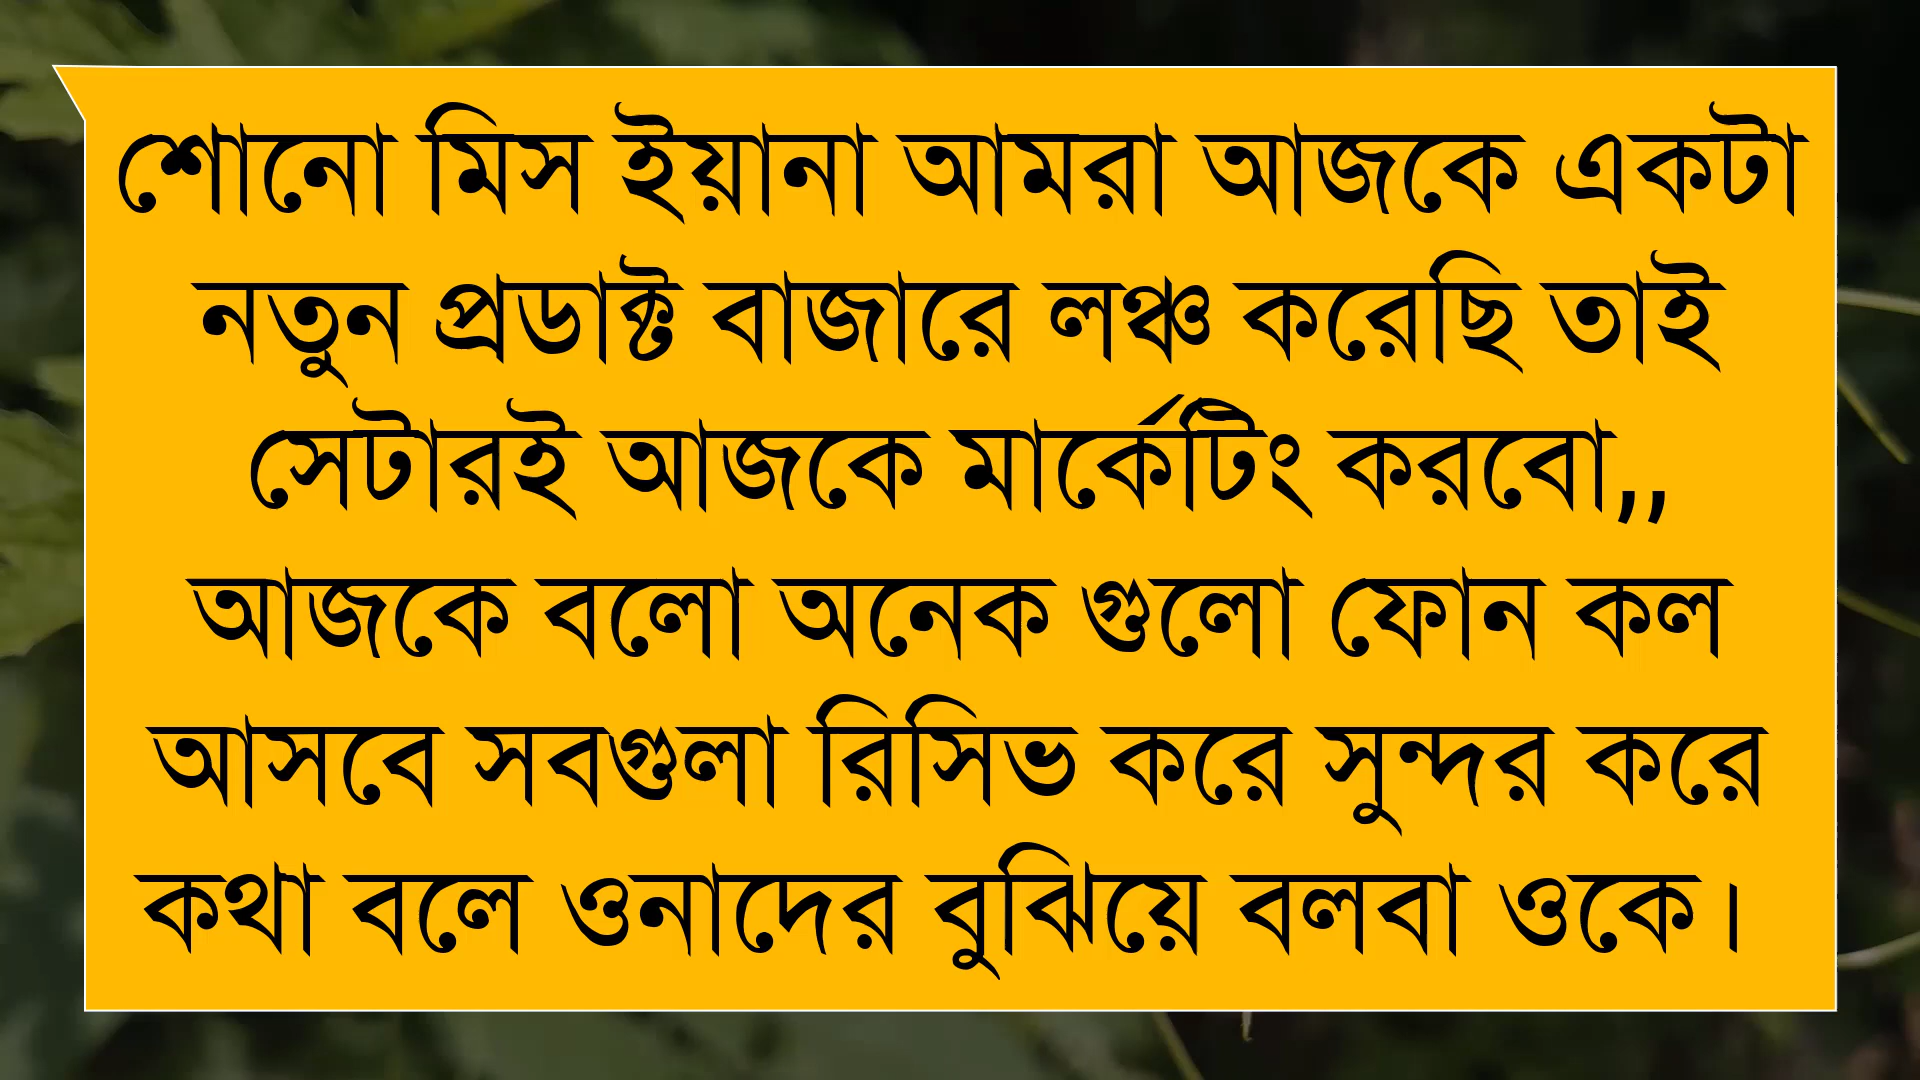 শোনো মিস ইয়ানা আমরা আজকে একটা
নতুন প্রডাক্ট বাজারে লঞ্চ করেছি তাই
সেটারই আজকে মার্কেটিং করবো,,
আজকে বলো অনেক গুলো ফোন কল
আসবে সবগুলা রিসিভ করে সুন্দর করে
কথা বলে ওনাদের বুঝিয়ে বলবা ওকে।